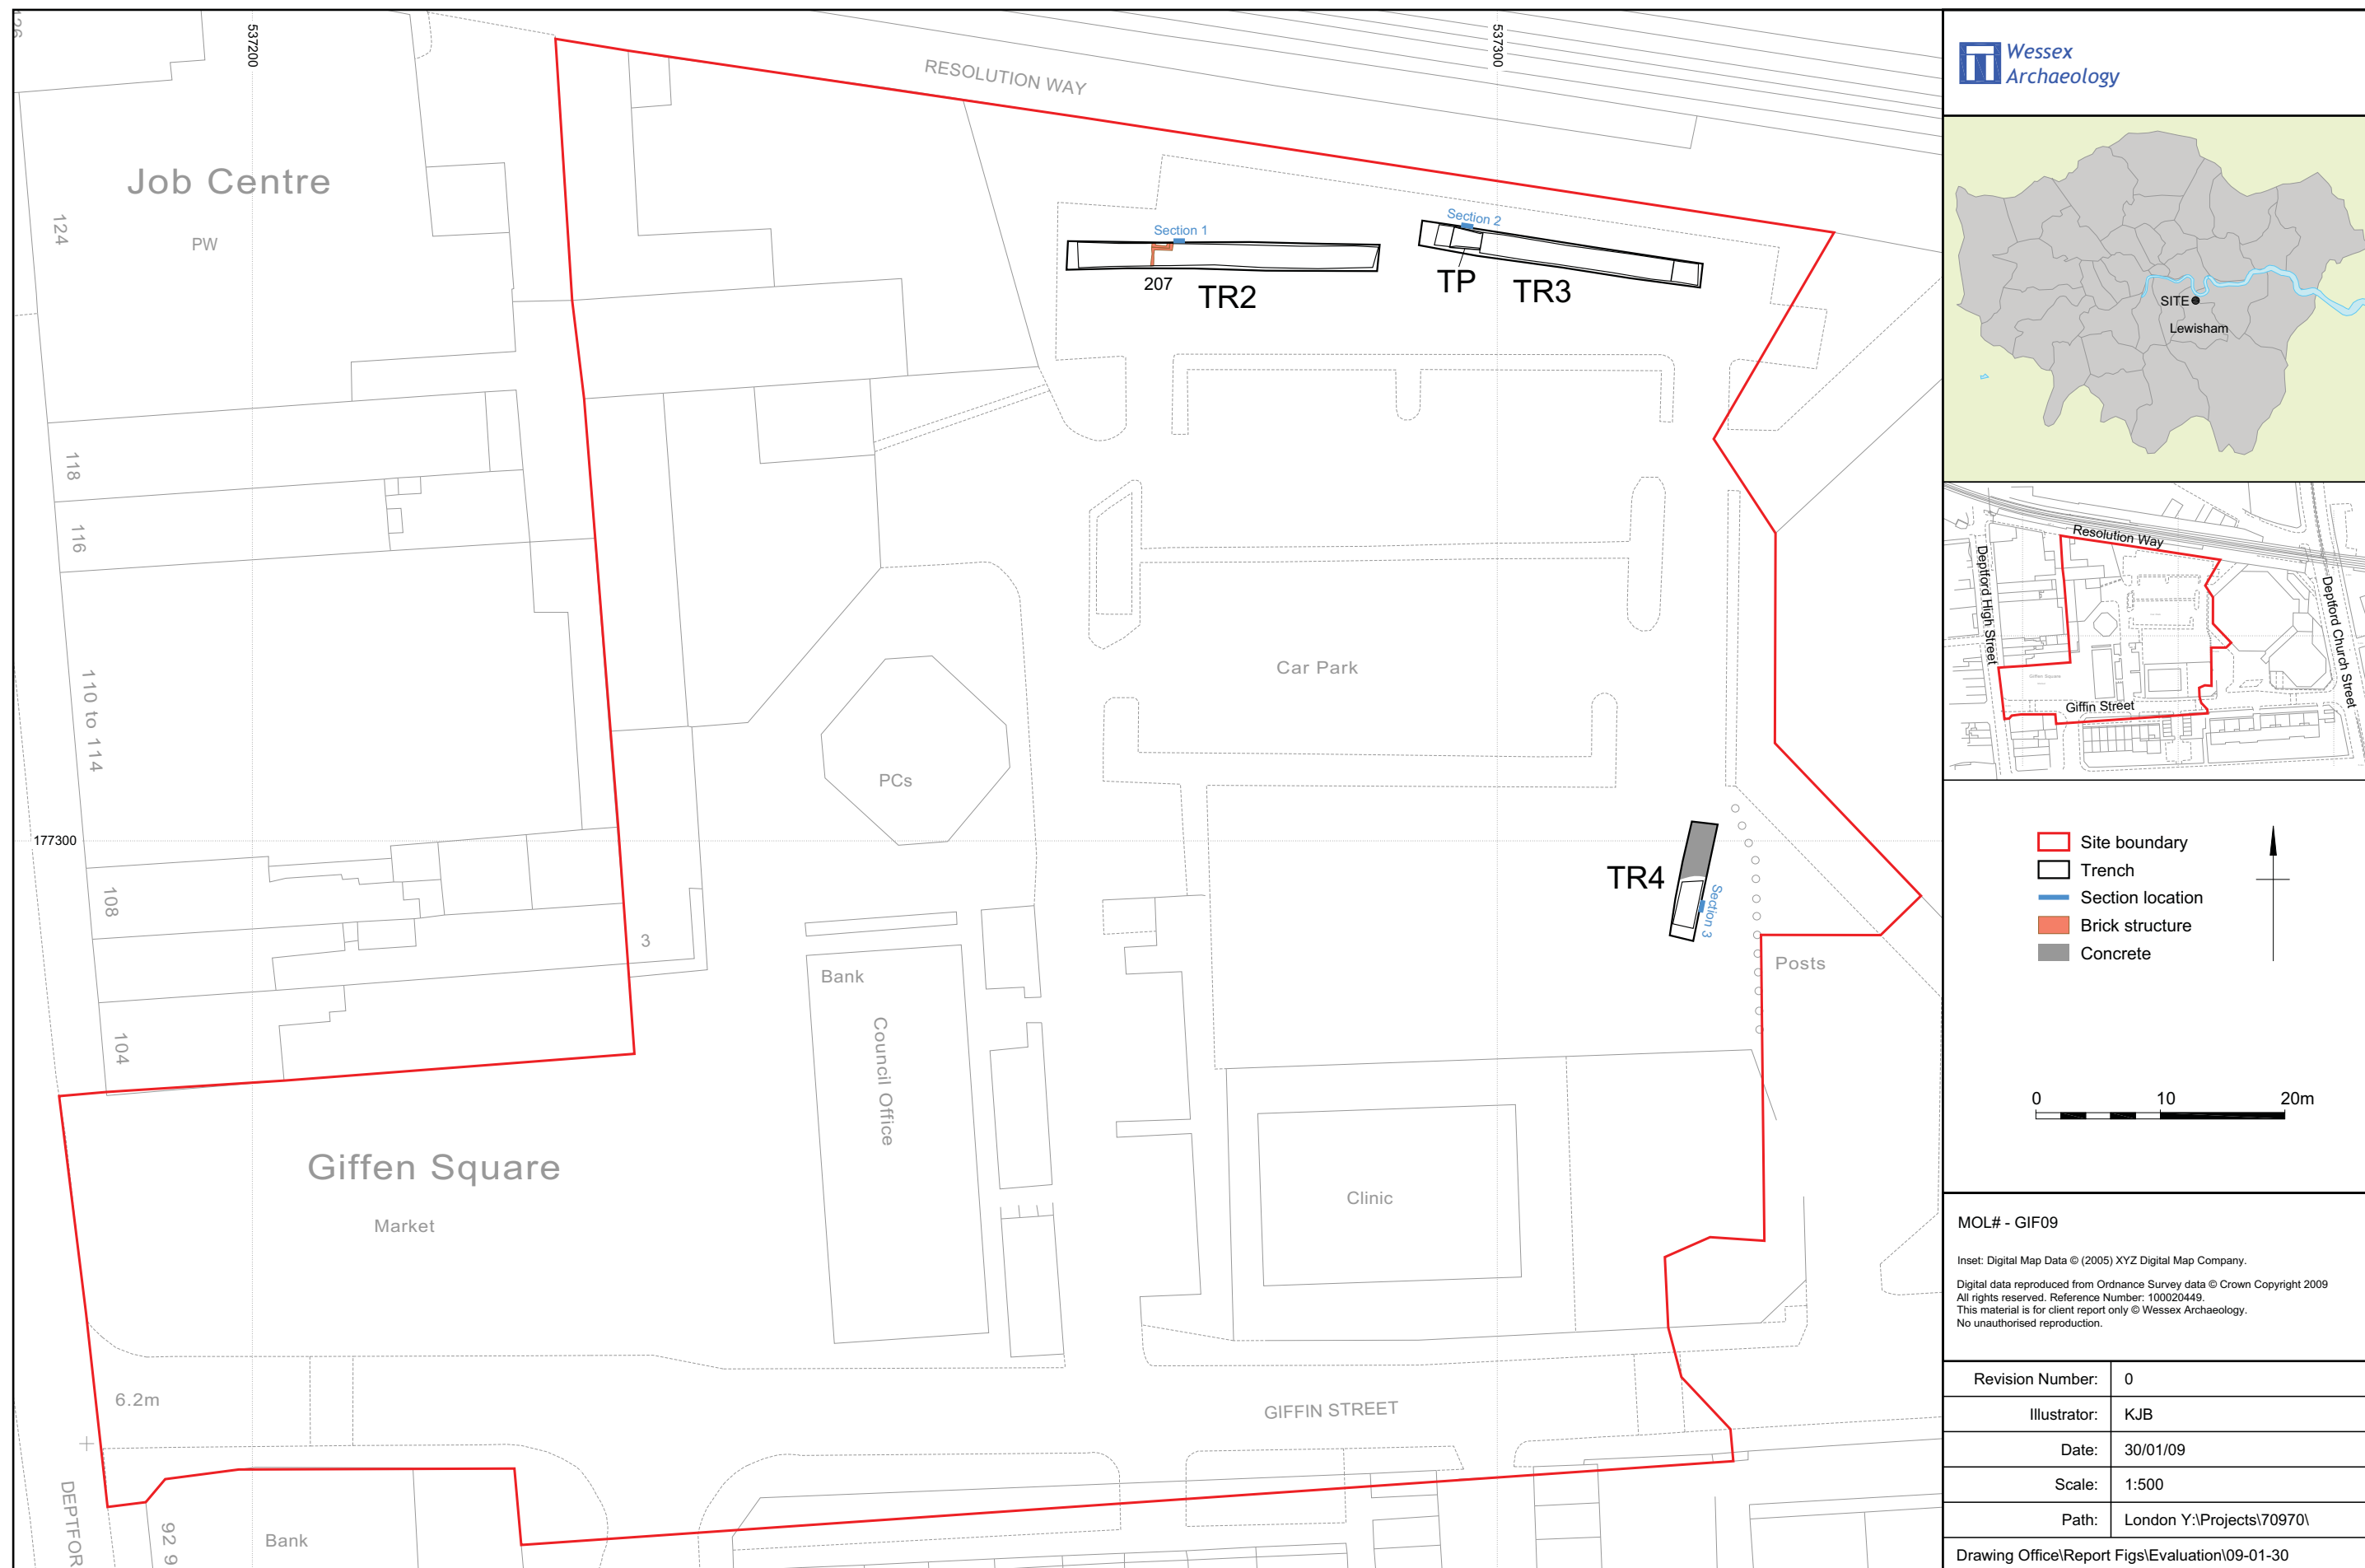 126
537200
537300
RESOLUTION WAY
Job Centre
PW
124
118
116
110 to 114
177300
108
104
3
Section 1
207
TR2
Section 2
TP
TR3
Car Park
PCs
TR4
Section 3
Posts
Bank
Council Office
Clinic
Giffen Square
Market
6.2m
GIFFIN STREET
DEPTFOR
92 9
Bank
Wessex
Archaeology
SITE
Lewisham
Resolution Way
Deptford High Street
Deptford Church Street
Giffen Square
Giffin Street
Site boundary
Trench
Section location
Brick structure
Concrete
0 10 20m
MOL# - GIF09
Inset: Digital Map Data © (2005) XYZ Digital Map Company.
Digital data reproduced from Ordnance Survey data © Crown Copyright 2009
All rights reserved. Reference Number: 100020449.
This material is for client report only © Wessex Archaeology.
No unauthorised reproduction.
Revision Number: 0
Illustrator: KJB
Date: 30/01/09
Scale: 1:500
Path: London Y:\Projects\70970\
Drawing Office\Report Figs\Evaluation\09-01-30